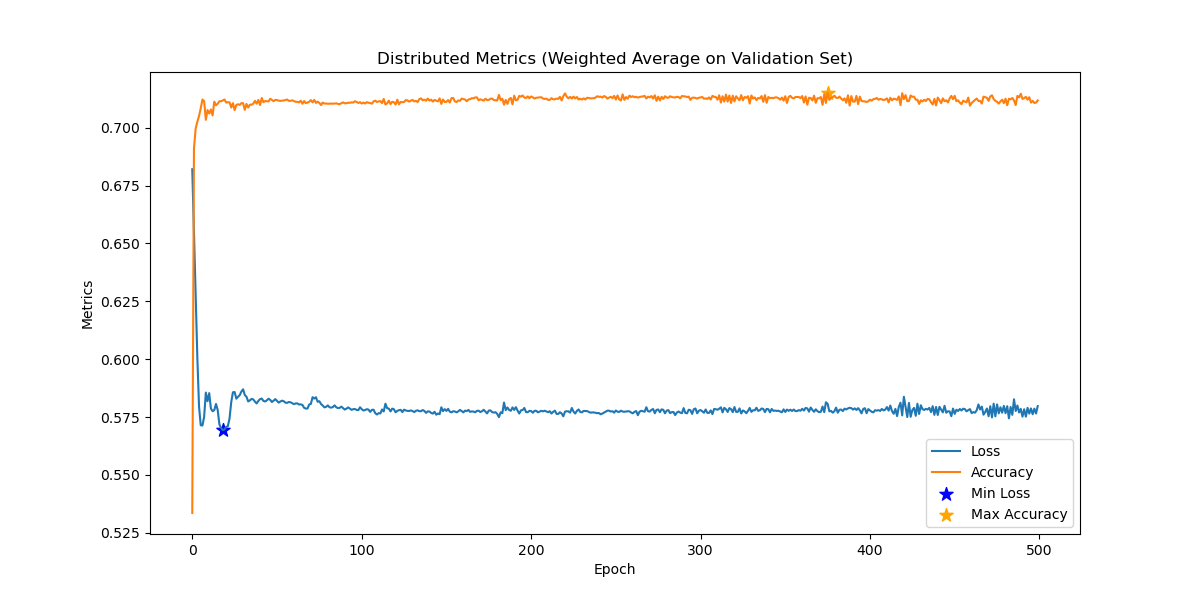 Distributed Metrics (Weighted Average on Validation Set)
Metrics
0.700
0.675
0.650
0.625
0.600
0.575
0.550
0.525
0
100
200
300
400
500
Epoch
Loss
Accuracy
Min Loss
Max Accuracy